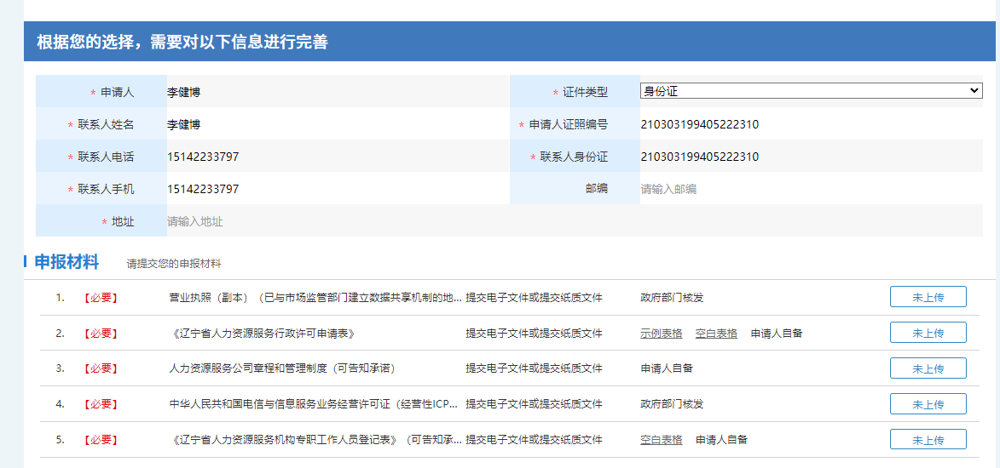 根据您的选择，需要对以下信息进行完善
* 申请人 李健博 * 证件类型 身份证
* 联系人姓名 李健博 * 申请人证照编号 210303199405222310
* 联系人电话 15142233797 * 联系人身份证 210303199405222310
* 联系人手机 15142233797 邮编 请输入邮编
* 地址 请输入地址
申报材料 请提交您的申报材料
1. 【必要】 营业执照（副本）（已与市场监管部门建立数据共享机制的地... 提交电子文件或提交纸质文件 政府部门核发 未上传
2. 【必要】 《辽宁省人力资源服务行政许可申请表》 提交电子文件或提交纸质文件 示例表格 空白表格 申请人自备 未上传
3. 【必要】 人力资源服务公司章程和管理制度（可告知承诺） 提交电子文件或提交纸质文件 申请人自备 未上传
4. 【必要】 中华人民共和国电信与信息服务业务经营许可证（经营性ICP... 提交电子文件或提交纸质文件 政府部门核发 未上传
5. 【必要】 《辽宁省人力资源服务机构专职工作人员登记表》（可告知承... 提交电子文件或提交纸质文件 空白表格 申请人自备 未上传